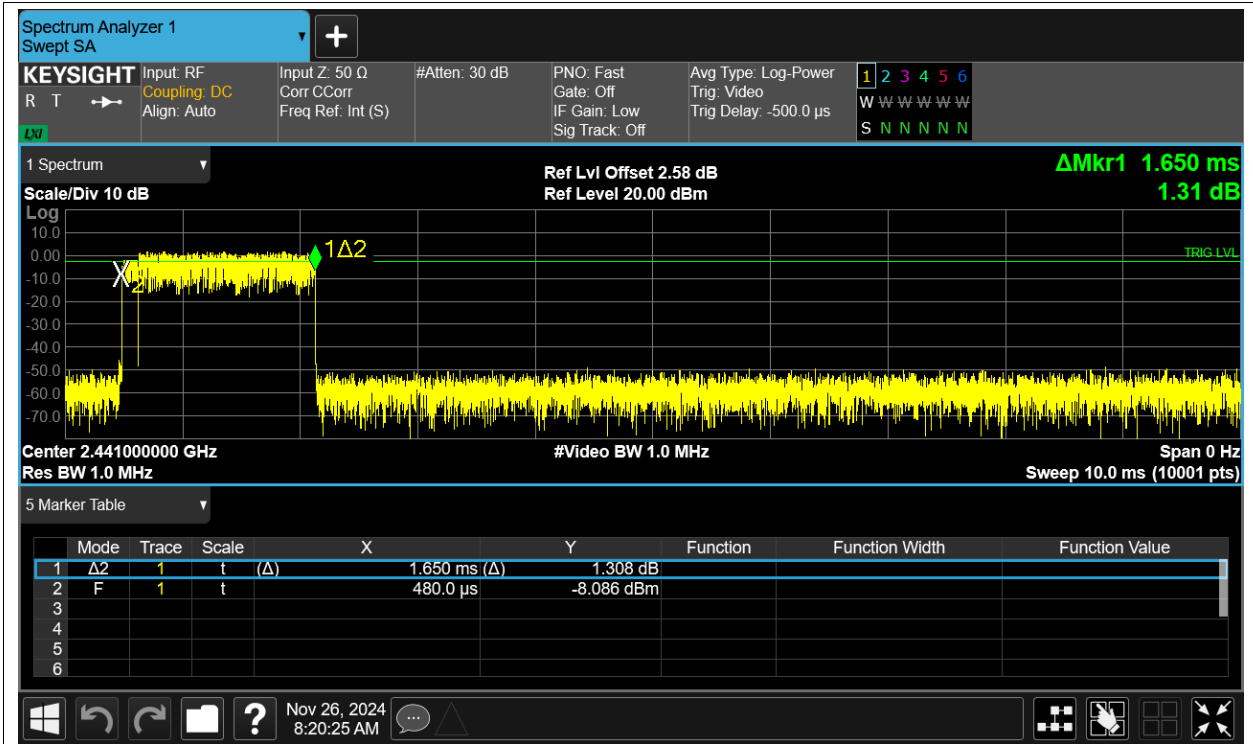 Spectrum Analyzer 1
Swept SA
+
KEYSIGHT
R T
LXI
Input: RF
Coupling: DC
Align: Auto
Input Z: 50 Ω
Corr CCorr
Freq Ref: Int (S)
#Atten: 30 dB
PNO: Fast
Gate: Off
IF Gain: Low
Sig Track: Off
Avg Type: Log-Power
Trig: Video
Trig Delay: -500.0 µs
1 2 3 4 5 6
W W W W W W
S N N N N N
1 Spectrum
Scale/Div 10 dB
Ref Lvl Offset 2.58 dB
Ref Level 20.00 dBm
ΔMkr1 1.650 ms
1.31 dB
Log
10.0
0.00
-10.0
-20.0
-30.0
-40.0
-50.0
-60.0
-70.0
X2
1Δ2
TRIG LVL
Center 2.441000000 GHz
#Video BW 1.0 MHz
Span 0 Hz
Res BW 1.0 MHz
Sweep 10.0 ms (10001 pts)
5 Marker Table
Mode Trace Scale X Y Function Function Width Function Value
1 Δ2 1 t (Δ) 1.650 ms (Δ) 1.308 dB
2 F 1 t 480.0 µs -8.086 dBm
3
4
5
6
?
Nov 26, 2024
8:20:25 AM